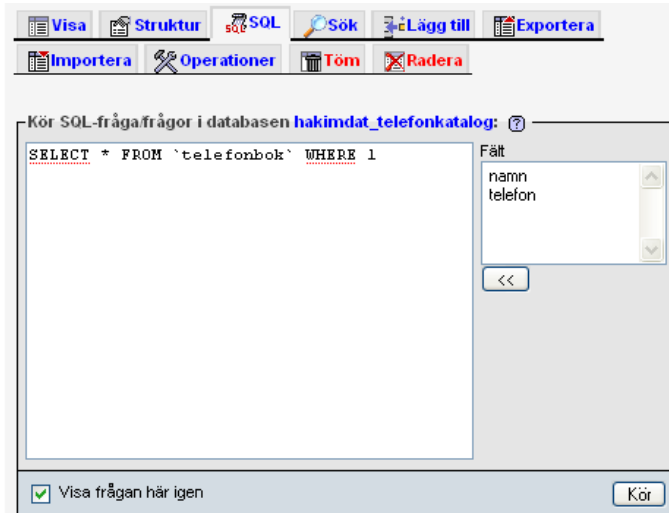 Visa Struktur SQL Sök Lägg till Exportera
Importera Operationer Töm Radera
Kör SQL-fråga/frågor i databasen hakimdat_telefonkatalog:
SELECT * FROM `telefonbok` WHERE 1
Fält
namn
telefon
<<
Visa frågan här igen
Kör